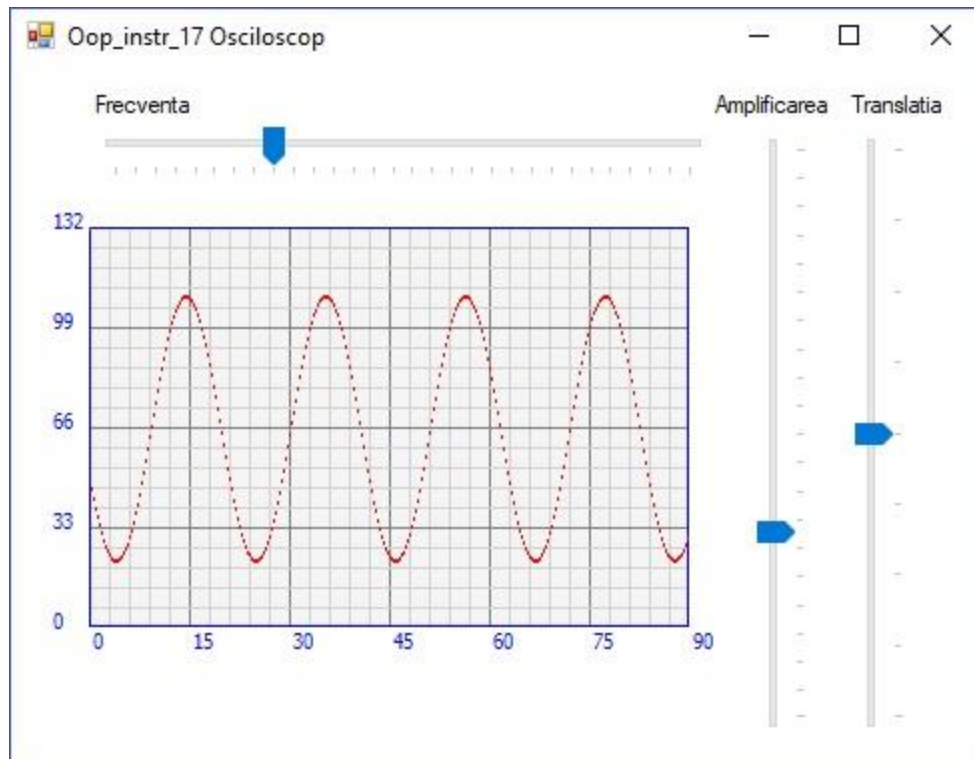 Oop_instr_17 Osciloscop
Frecventa
Amplificarea Translatia
132
99
66
33
0
0 15 30 45 60 75 90